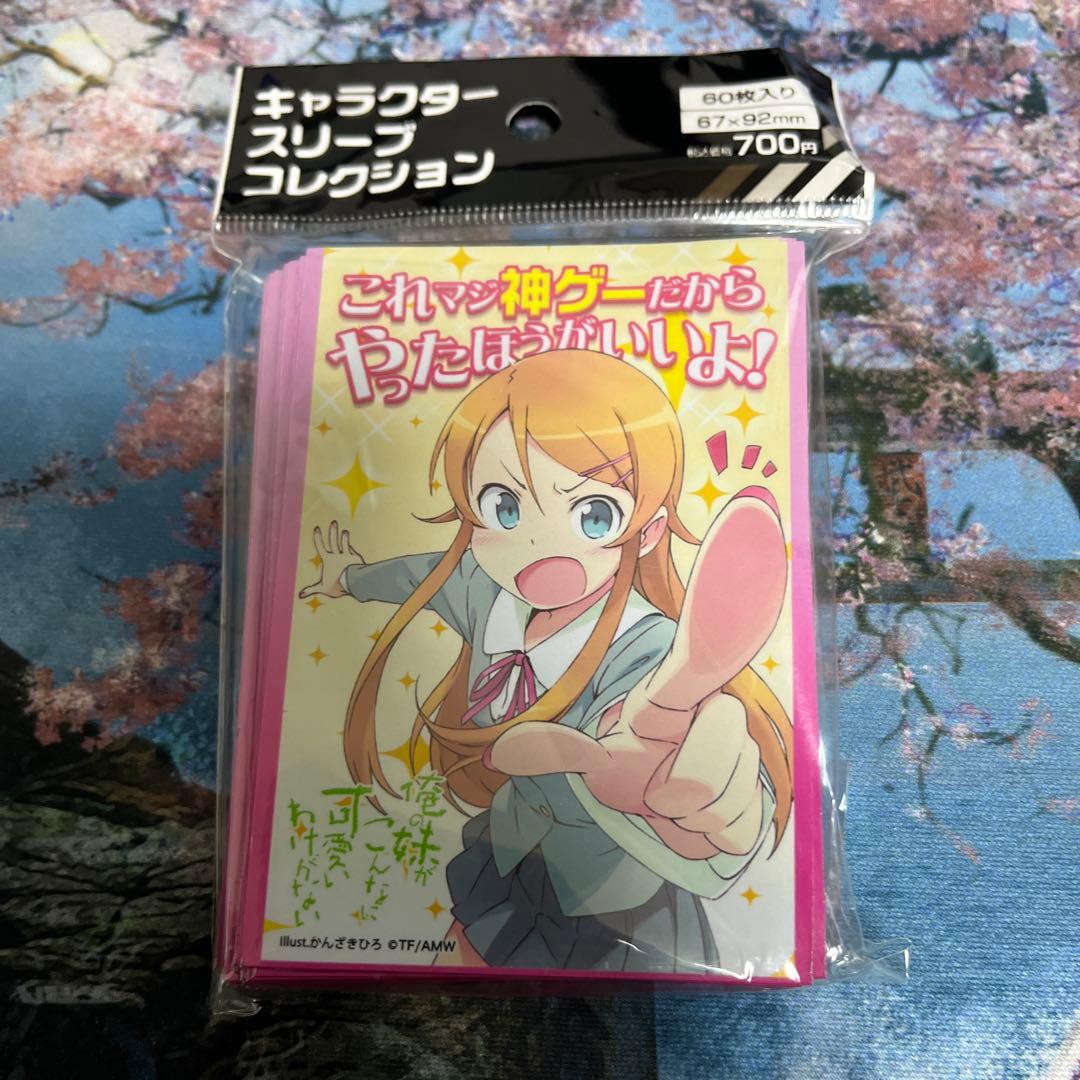 キャラクター
スリーブ
コレクション
60枚入り
67×92mm
税込価格 700円
これマジ神ゲーだから
やったほうがいいよ!
俺の妹が
こんなに
可愛い
わけがない
Illust.かんざきひろ ©TF/AMW